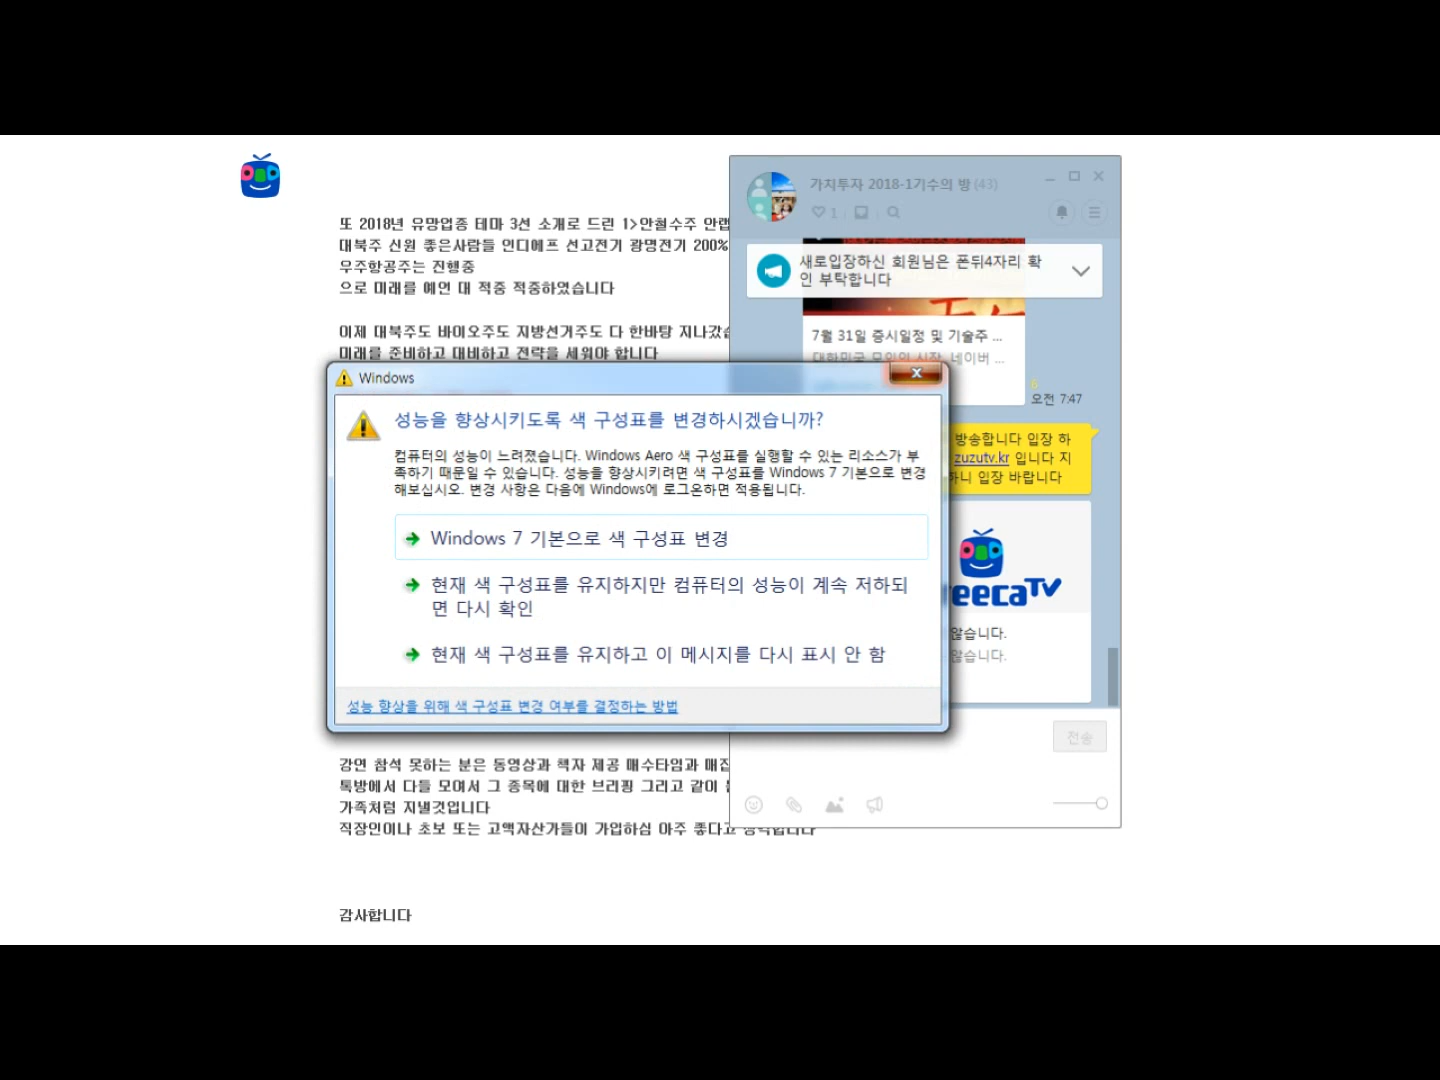 또 2018년 유망업종 테마 3선 소개로 드린 1>안철수주 안랩
대북주 신원 좋은사람들 인디에프 선고전기 광명전기 200%
우주항공주는 진행중
으로 미래를 예언 대 적중 적중하였습니다
이제 대북주도 바이오주도 지방선거주도 다 한바탕 지나갔
미래를 준비하고 대비하고 전략을 세워야 합니다
가치투자 2018-1기수의 방 (43)
1
새로입장하신 회원님은 폰뒤4자리 확
인 부탁합니다
7월 31일 증시일정 및 기술주 ...
대한민국 모임의 시작, 네이버 ...
6
오전 7:47
방송합니다 입장 하
zuzutv.kr 입니다 지
하니 입장 바랍니다
reecaTV
않습니다.
않습니다.
전송
Windows
성능을 향상시키도록 색 구성표를 변경하시겠습니까?
컴퓨터의 성능이 느려졌습니다. Windows Aero 색 구성표를 실행할 수 있는 리소스가 부
족하기 때문일 수 있습니다. 성능을 향상시키려면 색 구성표를 Windows 7 기본으로 변경
해보십시오. 변경 사항은 다음에 Windows에 로그온하면 적용됩니다.
Windows 7 기본으로 색 구성표 변경
현재 색 구성표를 유지하지만 컴퓨터의 성능이 계속 저하되
면 다시 확인
현재 색 구성표를 유지하고 이 메시지를 다시 표시 안 함
성능 향상을 위해 색 구성표 변경 여부를 결정하는 방법
강연 참석 못하는 분은 동영상과 책자 제공 매수타임과 매집
톡방에서 다들 모여서 그 종목에 대한 브리핑 그리고 같이
가족처럼 지낼것입니다
직장인이나 초보 또는 고액자산가들이 가입하심 아주 좋다고
감사합니다